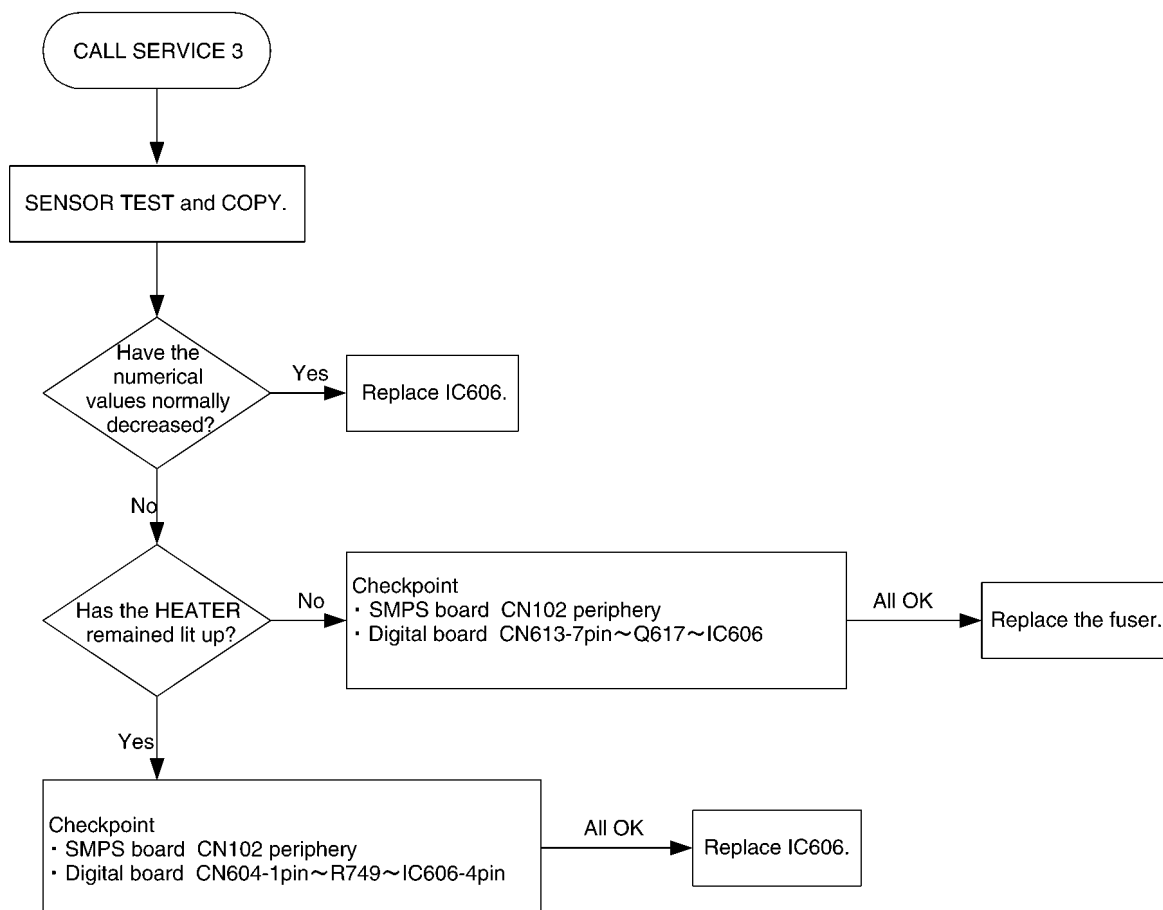 CALL SERVICE 3
SENSOR TEST and COPY.
Have the
numerical
values normally
decreased?
Yes
Replace IC606.
No
Has the HEATER
remained lit up?
No
Checkpoint
・SMPS board  CN102 periphery
・Digital board  CN613-7pin～Q617～IC606
All OK
Replace the fuser.
Yes
Checkpoint
・SMPS board  CN102 periphery
・Digital board  CN604-1pin～R749～IC606-4pin
All OK
Replace IC606.